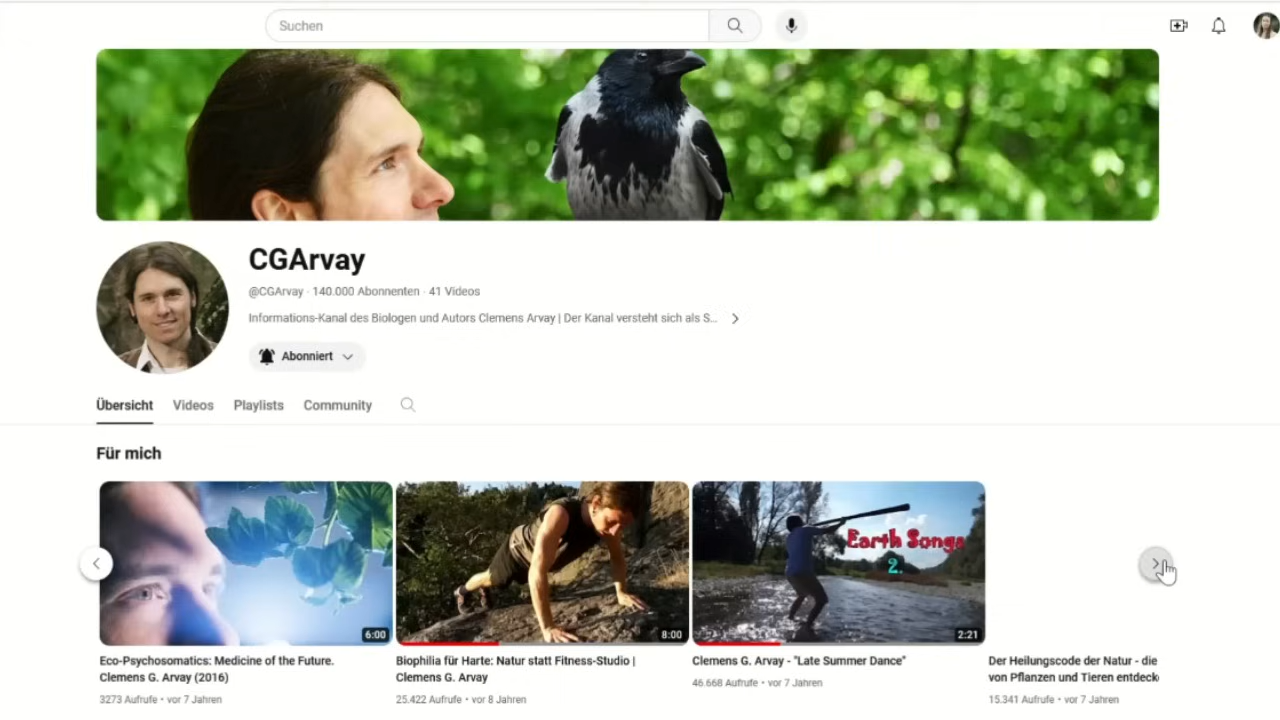 Suchen
CGArvay
@CGArvay · 140.000 Abonnenten · 41 Videos
Informations-Kanal des Biologen und Autors Clemens Arvay | Der Kanal versteht sich als S...
Abonniert
Übersicht Videos Playlists Community
Für mich
6:00
8:00
Earth Songs
2.
2:21
Eco-Psychosomatics: Medicine of the Future.
Clemens G. Arvay (2016)
3273 Aufrufe • vor 7 Jahren
Biophilia für Harte: Natur statt Fitness-Studio |
Clemens G. Arvay
25.422 Aufrufe • vor 8 Jahren
Clemens G. Arvay - "Late Summer Dance"
46.668 Aufrufe • vor 7 Jahren
Der Heilungscode der Natur - die
von Pflanzen und Tieren entdeck
15.341 Aufrufe • vor 7 Jahren